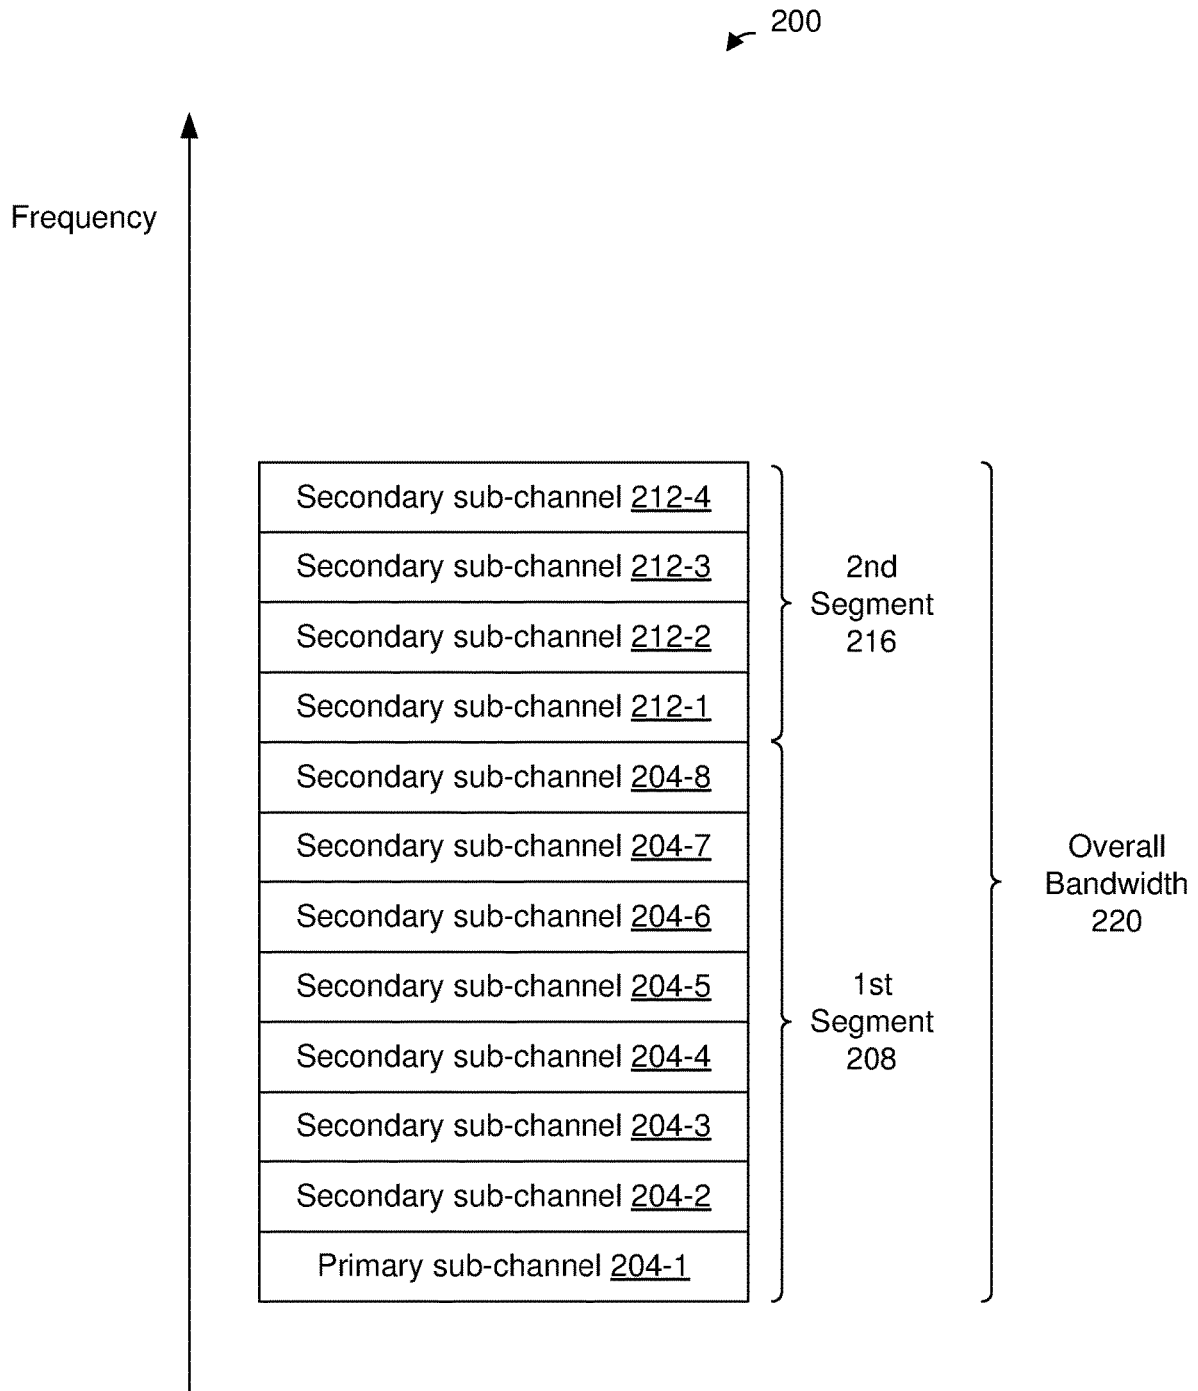 200
Frequency
Secondary sub-channel 212-4
Secondary sub-channel 212-3
Secondary sub-channel 212-2
Secondary sub-channel 212-1
Secondary sub-channel 204-8
Secondary sub-channel 204-7
Secondary sub-channel 204-6
Secondary sub-channel 204-5
Secondary sub-channel 204-4
Secondary sub-channel 204-3
Secondary sub-channel 204-2
Primary sub-channel 204-1
2nd
Segment
216
1st
Segment
208
Overall
Bandwidth
220